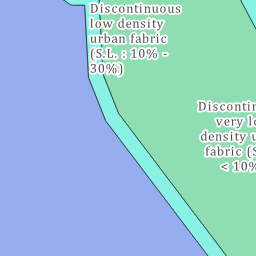 Discontinuous
low density
urban fabric
(S.L. : 10% -
30%)
very
density
fabric (S
< 10%